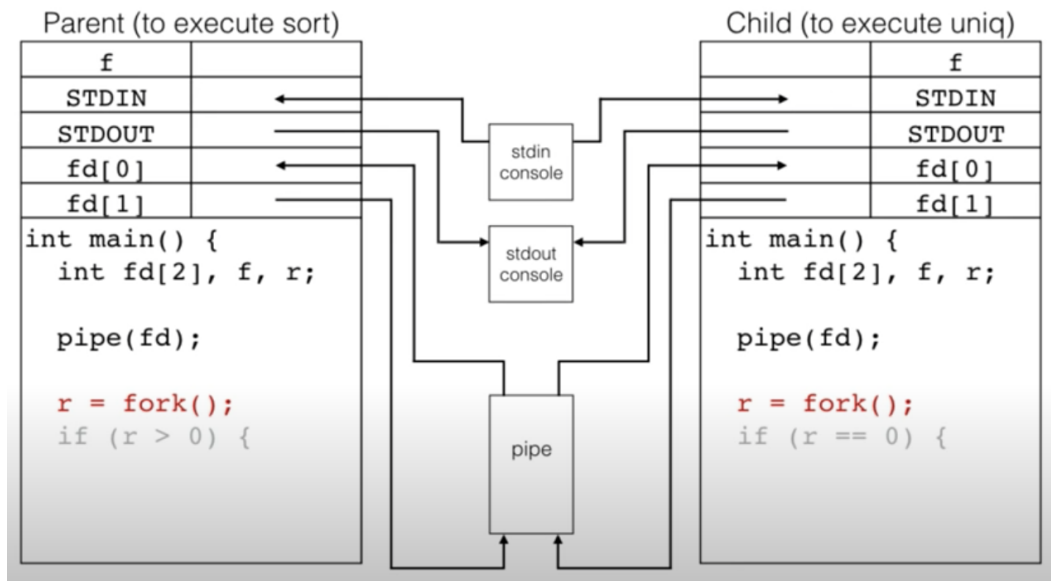 Parent (to execute sort)
f
STDIN
STDOUT
fd[0]
fd[1]
int main() {
int fd[2], f, r;
pipe(fd);
r = fork();
if (r > 0) {
stdin
console
stdout
console
pipe
Child (to execute uniq)
f
STDIN
STDOUT
fd[0]
fd[1]
int main() {
int fd[2], f, r;
pipe(fd);
r = fork();
if (r == 0) {